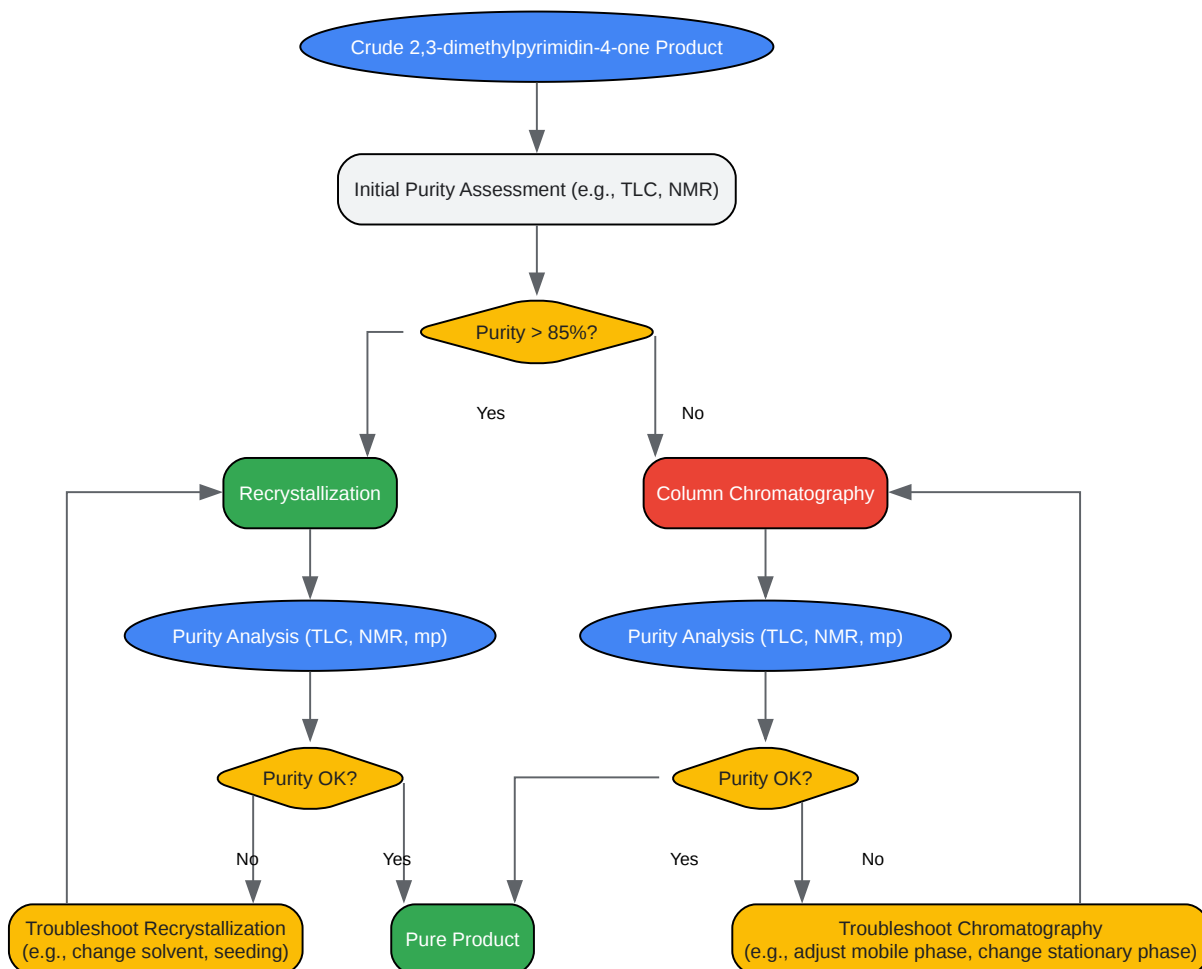 Crude 2,3-dimethylpyrimidin-4-one Product
Initial Purity Assessment (e.g., TLC, NMR)
Purity > 85%?
Yes
No
Recrystallization
Column Chromatography
Purity Analysis (TLC, NMR, mp)
Purity Analysis (TLC, NMR, mp)
Purity OK?
Purity OK?
No
Yes
Yes
No
Troubleshoot Recrystallization
(e.g., change solvent, seeding)
Pure Product
Troubleshoot Chromatography
(e.g., adjust mobile phase, change stationary phase)